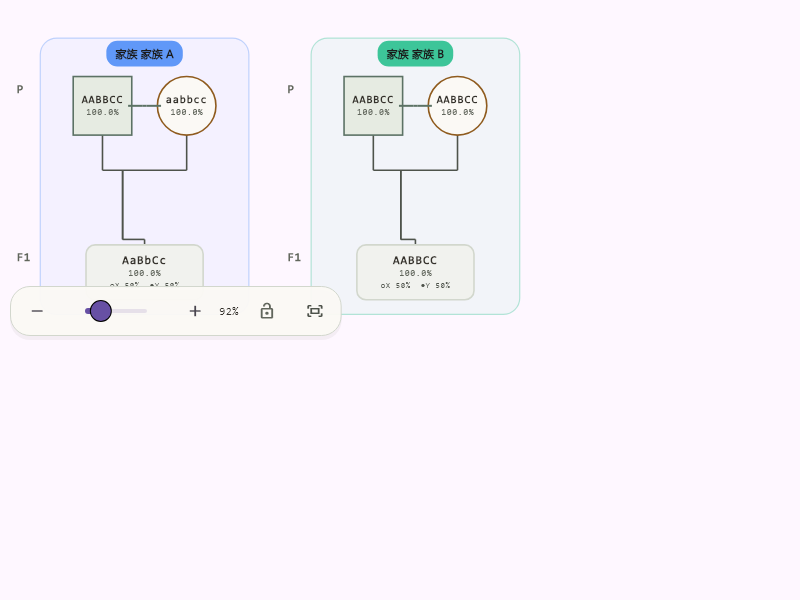 家族 家族 A
P
AABBCC
100.0%
aabbcc
100.0%
F1
AaBbCc
100.0%
家族 家族 B
P
AABBCC
100.0%
AABBCC
100.0%
F1
AABBCC
100.0%
oX 50% ●Y 50%
92%